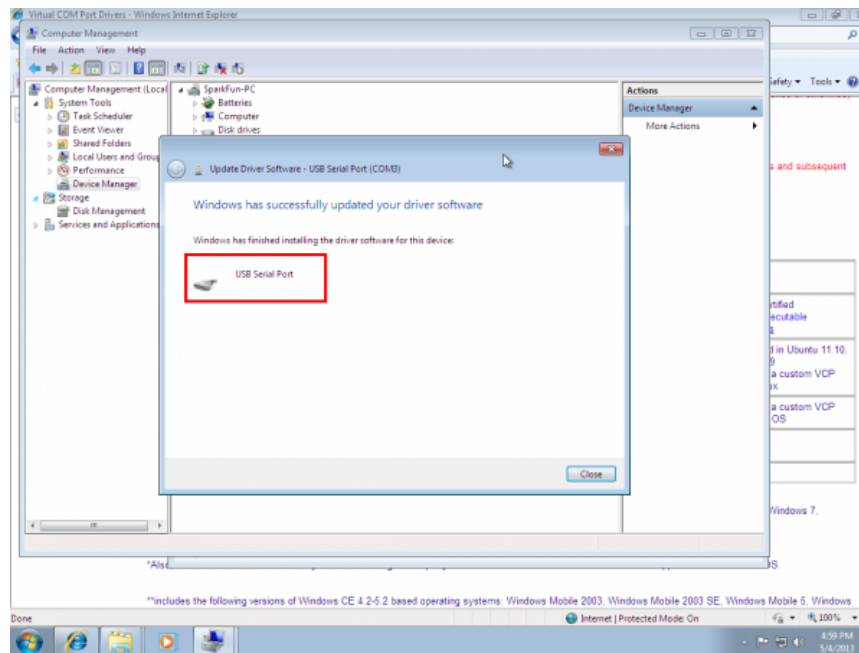 Virtual COM Port Drivers - Windows Internet Explorer
Computer Management
File Action View Help
Safety Tools
Computer Management (Local
System Tools
Task Scheduler
Event Viewer
Shared Folders
Local Users and Group
Performance
Device Manager
Storage
Disk Management
Services and Applications
SparkFun-PC
Batteries
Computer
Disk drives
Actions
Device Manager
More Actions
Update Driver Software - USB Serial Port (COM3)
Windows has successfully updated your driver software
Windows has finished installing the driver software for this device:
USB Serial Port
Close
s and subsequent
rtified
ecutable
d in Ubuntu 11.10,
a custom VCP
a custom VCP
OS
Windows 7,
*Also
OS.
**includes the following versions of Windows CE 4.2-5.2 based operating systems: Windows Mobile 2003, Windows Mobile 2003 SE, Windows Mobile 5, Windows
Done
Internet | Protected Mode: On
100%
4:59 PM
5/4/2013